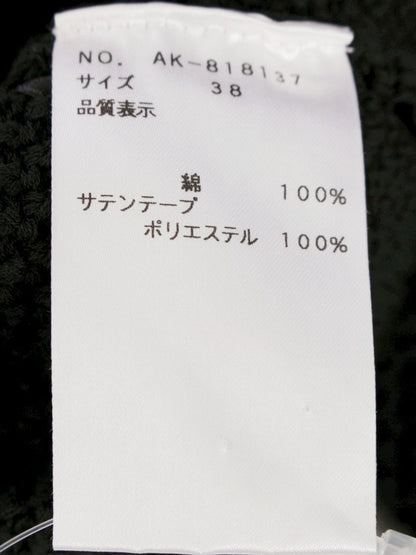 NO. AK-818137
サイズ 38
品質表示
綿 100%
サテンテープ
ポリエステル 100%